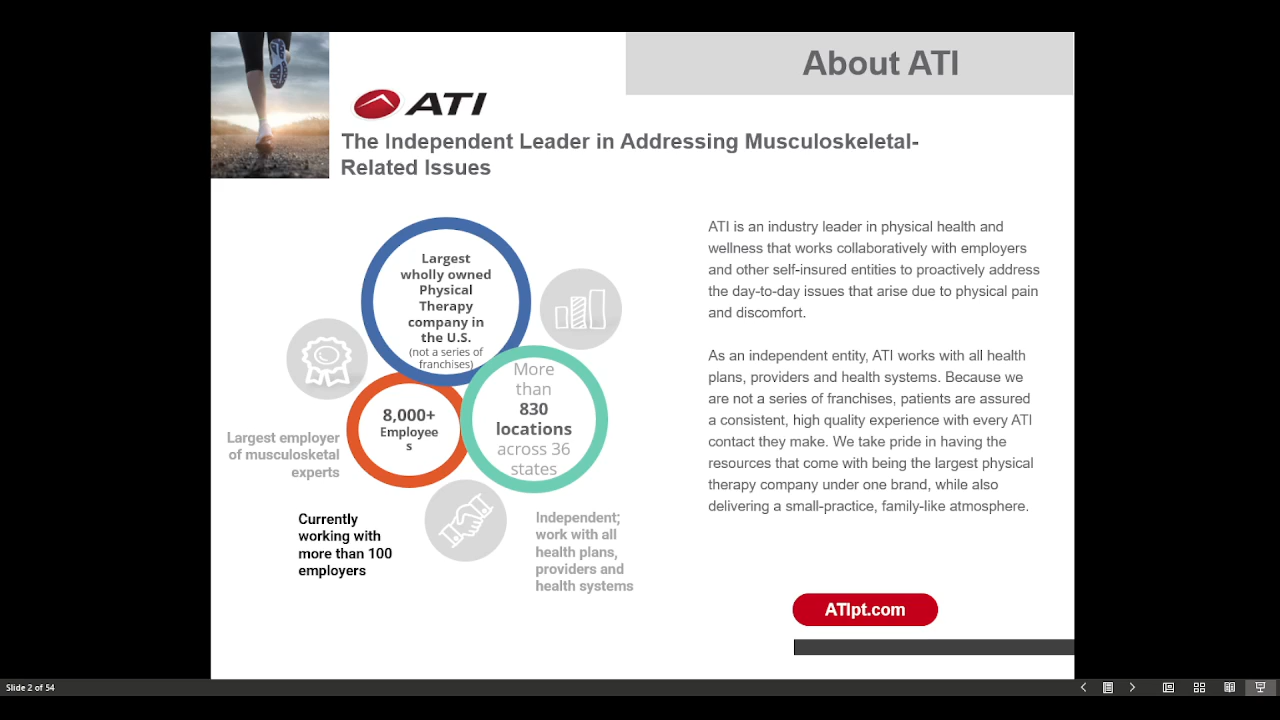 About ATI
ATI
The Independent Leader in Addressing Musculoskeletal-
Related Issues
Largest
wholly owned
Physical
Therapy
company in
the U.S.
(not a series of
franchises)
More
than
830
locations
across 36
states
8,000+
Employee
s
Largest employer
of musculosketal
experts
Currently
working with
more than 100
employers
Independent;
work with all
health plans,
providers and
health systems
ATI is an industry leader in physical health and
wellness that works collaboratively with employers
and other self-insured entities to proactively address
the day-to-day issues that arise due to physical pain
and discomfort.
As an independent entity, ATI works with all health
plans, providers and health systems. Because we
are not a series of franchises, patients are assured
a consistent, high quality experience with every ATI
contact they make. We take pride in having the
resources that come with being the largest physical
therapy company under one brand, while also
delivering a small-practice, family-like atmosphere.
ATIpt.com
Slide 2 of 54